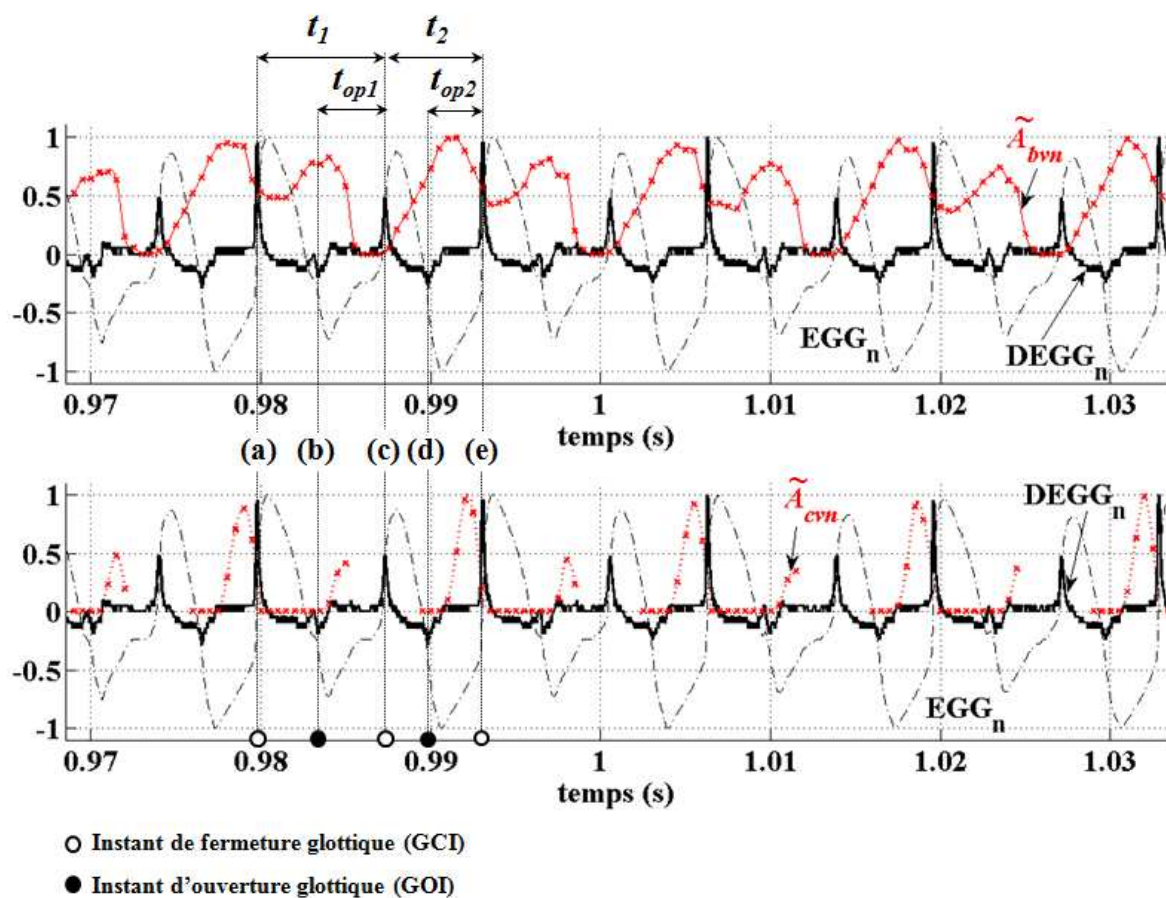 t1 t2
top1 top2
1
0.5
0
-0.5
-1
Ãbvn
EGGn
DEGGn
0.97 0.98 0.99 1 1.01 1.02 1.03
temps (s)
(a) (b) (c) (d) (e)
1
0.5
0
-0.5
-1
Ãcvn
DEGGn
EGGn
0.97 0.98 0.99 1 1.01 1.02 1.03
temps (s)
Instant de fermeture glottique (GCI)
Instant d'ouverture glottique (GOI)